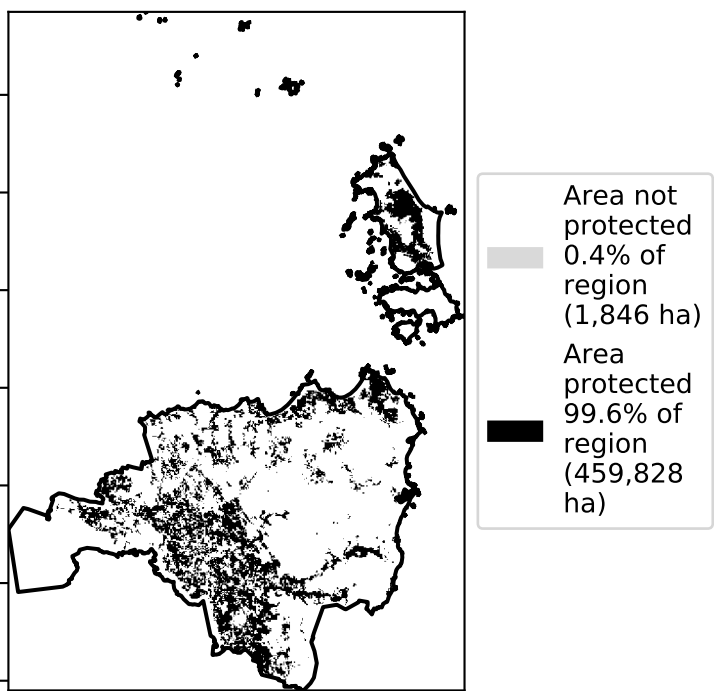 Area not
protected
0.4% of
region
(1,846 ha)
Area
protected
99.6% of
region
(459,828
ha)